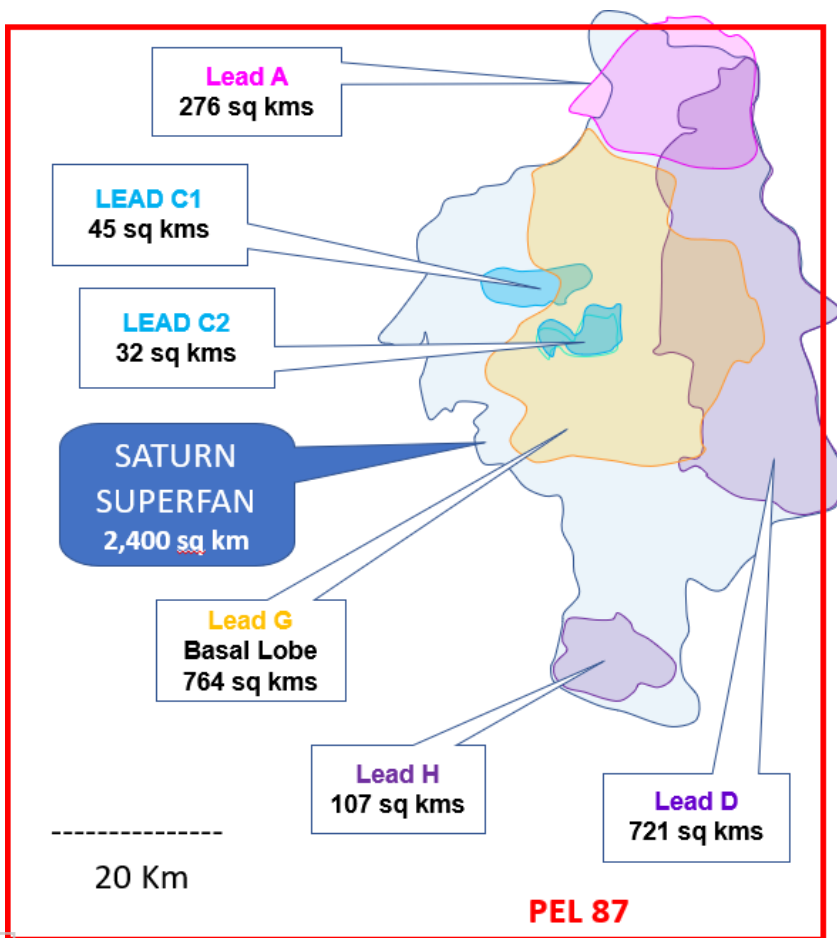 Lead A
276 sq kms
LEAD C1
45 sq kms
LEAD C2
32 sq kms
SATURN
SUPERFAN
2,400 sq km
Lead G
Basal Lobe
764 sq kms
Lead H
107 sq kms
Lead D
721 sq kms
20 Km
PEL 87